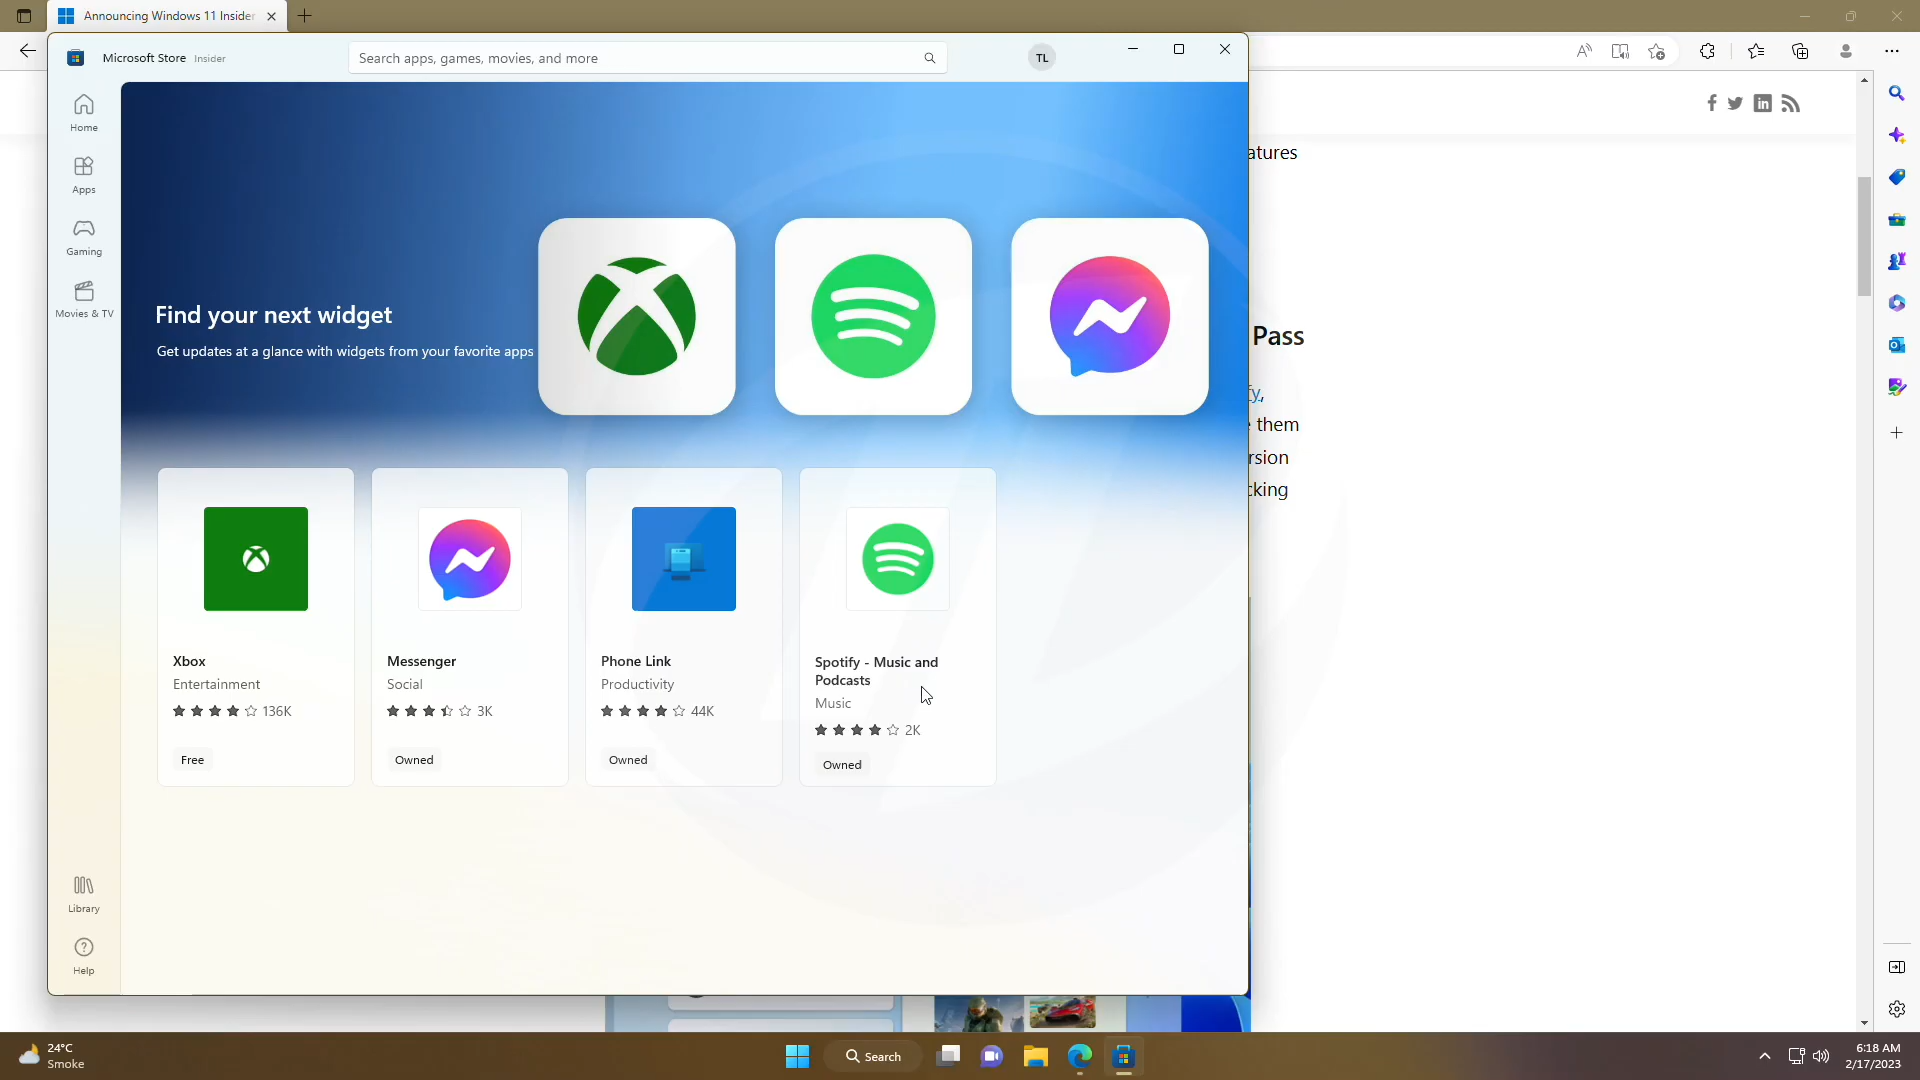 Announcing Windows 11 Insider
Microsoft Store Insider
Search apps, games, movies, and more
TL
Home
Apps
Gaming
Movies & TV
Library
Help
Find your next widget
Get updates at a glance with widgets from your favorite apps
Xbox
Entertainment
136K
Free
Messenger
Social
3K
Owned
Phone Link
Productivity
44K
Owned
Spotify - Music and
Podcasts
Music
2K
Owned
atures
Pass
fy,
them
rsion
cking
24°C
Smoke
Search
6:18 AM
2/17/2023